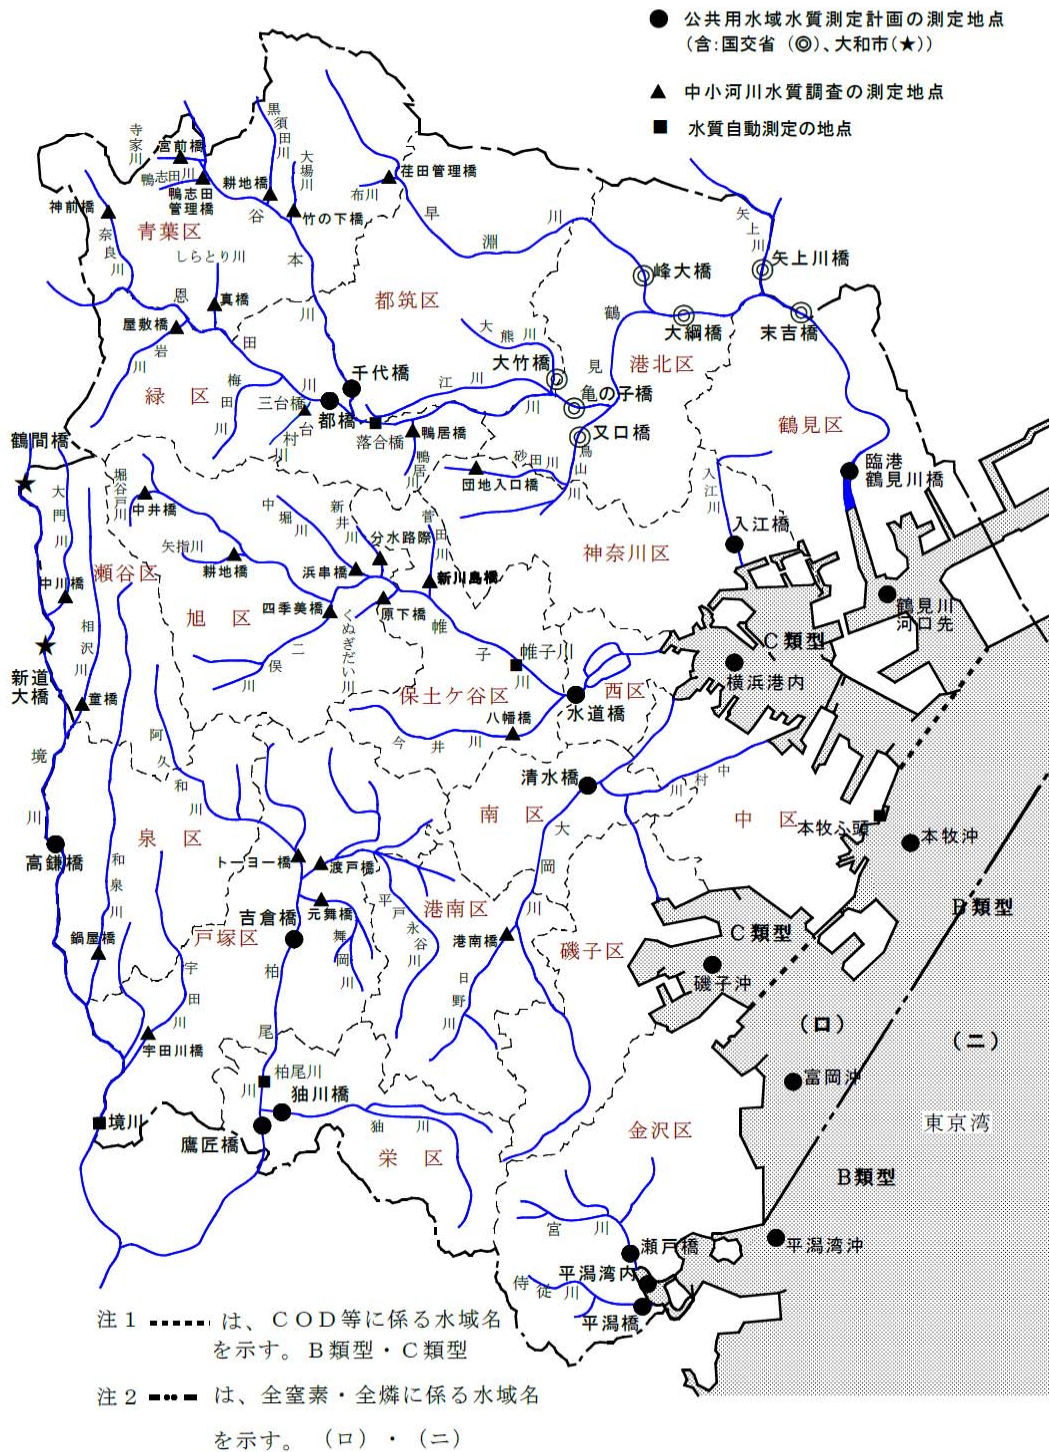 ● 公共用水域水質測定計画の測定地点
（含:国交省（◎）、大和市（★））
▲ 中小河川水質調査の測定地点
■ 水質自動測定の地点
寺家川
宮前橋
鴨志田川
鴨志田
管理橋
黒須田川
耕地橋
大場川
竹の下橋
荏田管理橋
布川
早淵川
神前橋
奈良川
青葉区
谷本川
しらとり川
真橋
恩田川
屋敷橋
岩川
緑区
梅田川
三台橋
台村川
都筑区
大熊川
大竹橋
千代橋
都橋
江川
落合橋
鴨居橋
鴨居川
矢上川
矢上川橋
峰大橋
大綱橋
末吉橋
鶴見川
港北区
亀の子橋
又口橋
鳥山川
砂田川
団地入口橋
鶴見区
臨港
鶴見川橋
入江川
入江橋
神奈川区
鶴見川
河口先
鶴間橋
大門川
堀谷戸川
中井橋
中堀川
新井川
分水路際
菅田川
新川島橋
矢指川
耕地橋
浜串橋
四季美橋
原下橋
くぬぎだい川
二俣川
中川橋
瀬谷区
旭区
相沢川
新道
大橋
童橋
帷子川
帷子川
保土ケ谷区
西区
水道橋
八幡橋
今井川
Ｃ類型
横浜港内
境川
阿久和川
清水橋
南区
中村川
中区
本牧ふ頭
本牧沖
大岡川
泉区
高鎌橋
和泉川
トーヨー橋
渡戸橋
元舞橋
舞岡川
平戸永谷川
港南区
港南橋
日野川
吉倉橋
戸塚区
鍋屋橋
宇田川
宇田川橋
柏尾川
柏尾川
磯子区
Ｃ類型
磯子沖
Ｂ類型
（ロ）
（ニ）
富岡沖
東京湾
境川
狆川橋
狆川
鷹匠橋
栄区
金沢区
Ｂ類型
宮川
瀬戸橋
平潟湾沖
平潟湾内
侍従川
平潟橋
注１ は、ＣＯＤ等に係る水域名
を示す。Ｂ類型・Ｃ類型
注２ は、全窒素・全燐に係る水域名
を示す。（ロ）・（ニ）